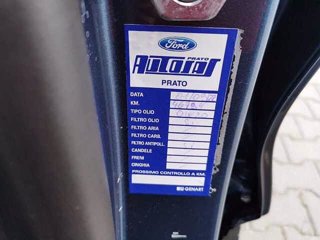 Ford
PRATO
PRATO
DATA
KM.
TIPO OLIO
FILTRO OLIO
FILTRO ARIA
FILTRO CARB.
FILTRO ANTIPOLL.
CANDELE
FRENI
CINGHIA
PROSSIMO CONTROLLO A KM.
GENART